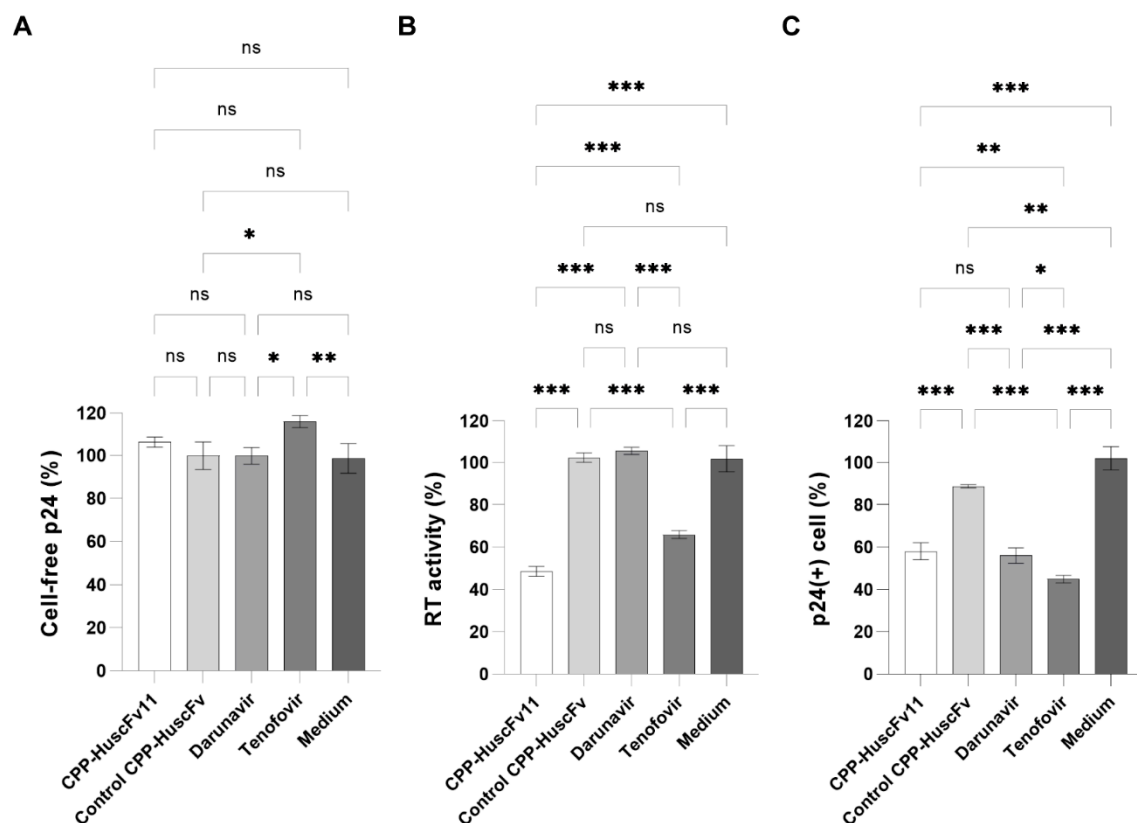 A
ns
ns
ns
*
ns ns
ns ns * **
Cell-free p24 (%)
120
100
80
60
40
20
0
CPP-HuscFv11
Control CPP-HuscFv
Darunavir
Tenofovir
Medium
B
***
***
ns
*** ***
ns ns
*** *** ***
RT activity (%)
120
100
80
60
40
20
0
CPP-HuscFv11
Control CPP-HuscFv
Darunavir
Tenofovir
Medium
C
***
**
**
ns *
*** ***
*** *** ***
p24(+) cell (%)
120
100
80
60
40
20
0
CPP-HuscFv11
Control CPP-HuscFv
Darunavir
Tenofovir
Medium